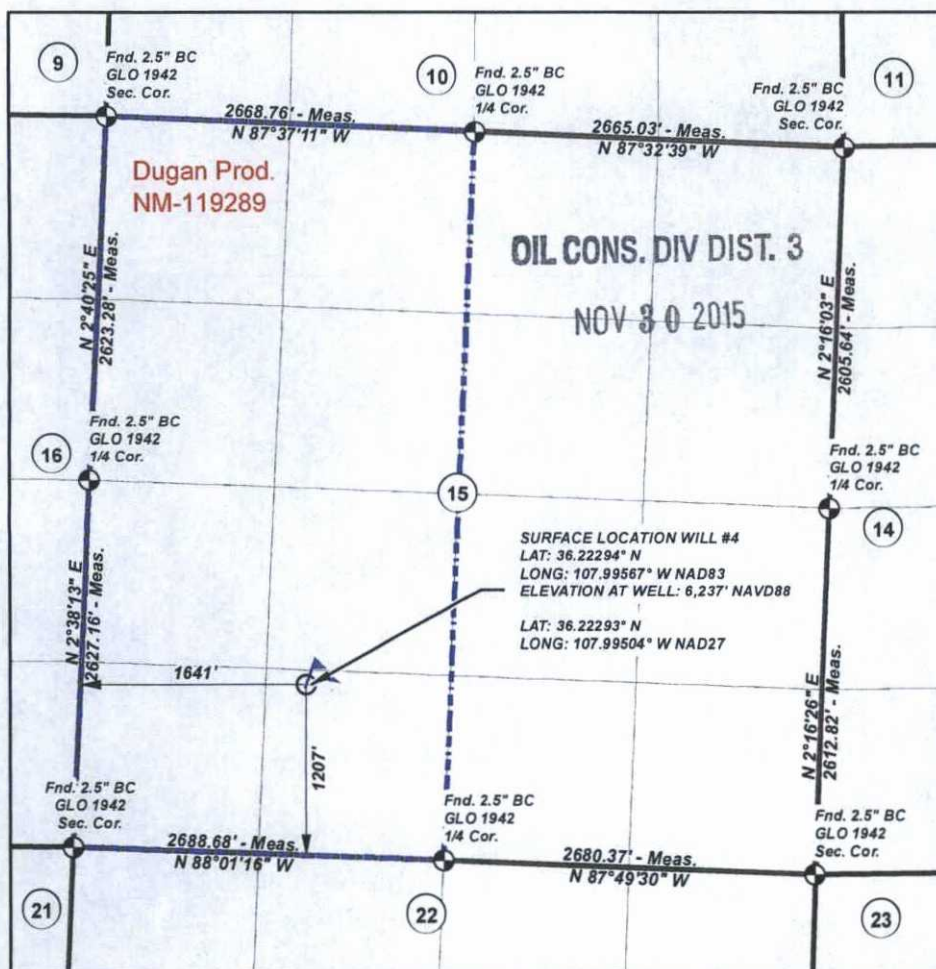 9
Fnd. 2.5" BC
GLO 1942
Sec. Cor.
10
Fnd. 2.5" BC
GLO 1942
1/4 Cor.
11
Fnd. 2.5" BC
GLO 1942
Sec. Cor.
2668.76' - Meas.
N 87°37'11" W
2665.03' - Meas.
N 87°32'39" W
Dugan Prod.
NM-119289
OIL CONS. DIV DIST. 3
NOV 30 2015
N 2°40'25" E
2623.28' - Meas.
N 2°16'03" E
2605.64' - Meas.
16
Fnd. 2.5" BC
GLO 1942
1/4 Cor.
15
Fnd. 2.5" BC
GLO 1942
1/4 Cor.
14
SURFACE LOCATION WILL #4
LAT: 36.22294° N
LONG: 107.99567° W NAD83
ELEVATION AT WELL: 6,237' NAVD88
LAT: 36.22293° N
LONG: 107.99504° W NAD27
N 2°38'13" E
2627.16' - Meas.
1641'
1207'
N 2°16'26" E
2612.82' - Meas.
Fnd. 2.5" BC
GLO 1942
Sec. Cor.
Fnd. 2.5" BC
GLO 1942
1/4 Cor.
Fnd. 2.5" BC
GLO 1942
Sec. Cor.
2688.68' - Meas.
N 88°01'16" W
2680.37' - Meas.
N 87°49'30" W
21
22
23